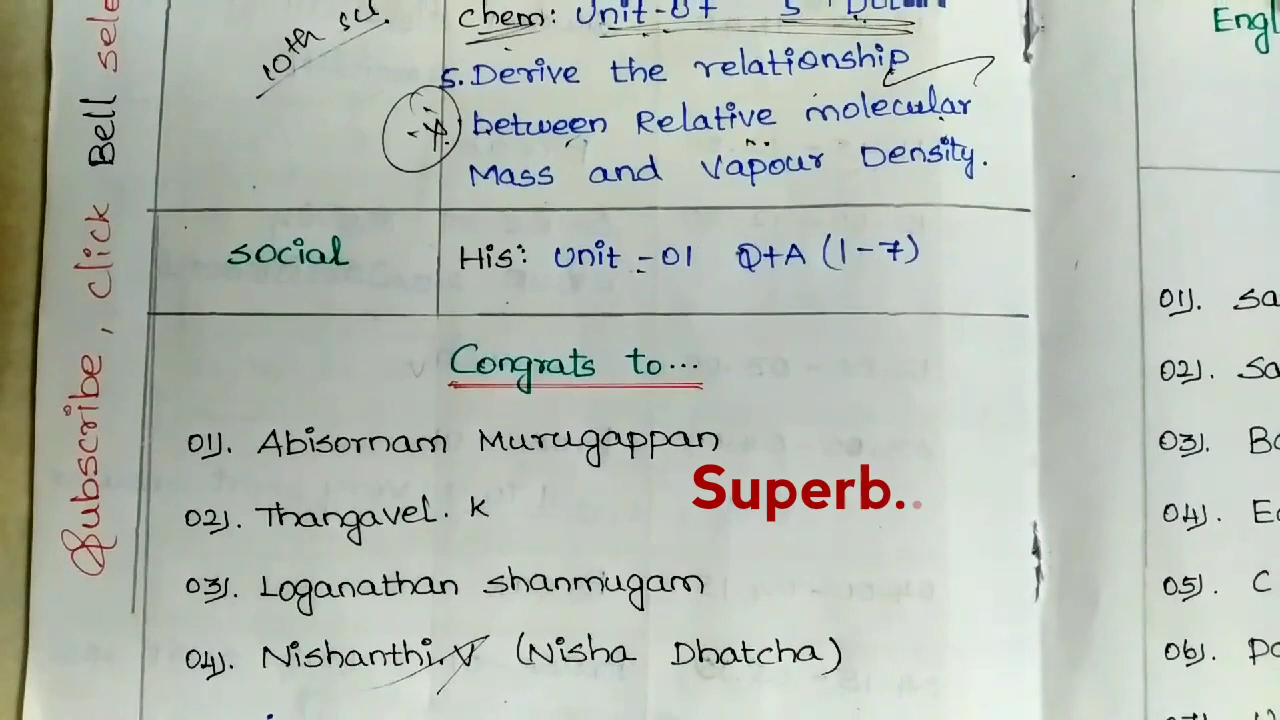 10th sci
Chem: Unit-07
5. Derive the relationship
between Relative molecular
Mass and Vapour Density.
Social
His: Unit - 01 Q+A (1-7)
Congrats to...
01). Abisornam Murugappan
Superb..
02). Thangavel. K
03). Loganathan Shanmugam
04). Nishanthi. V (Nisha Dhatcha)
Subscribe, click Bell
Engl
01). Sa
02). Sa
03). Bo
04).
05). C
06).